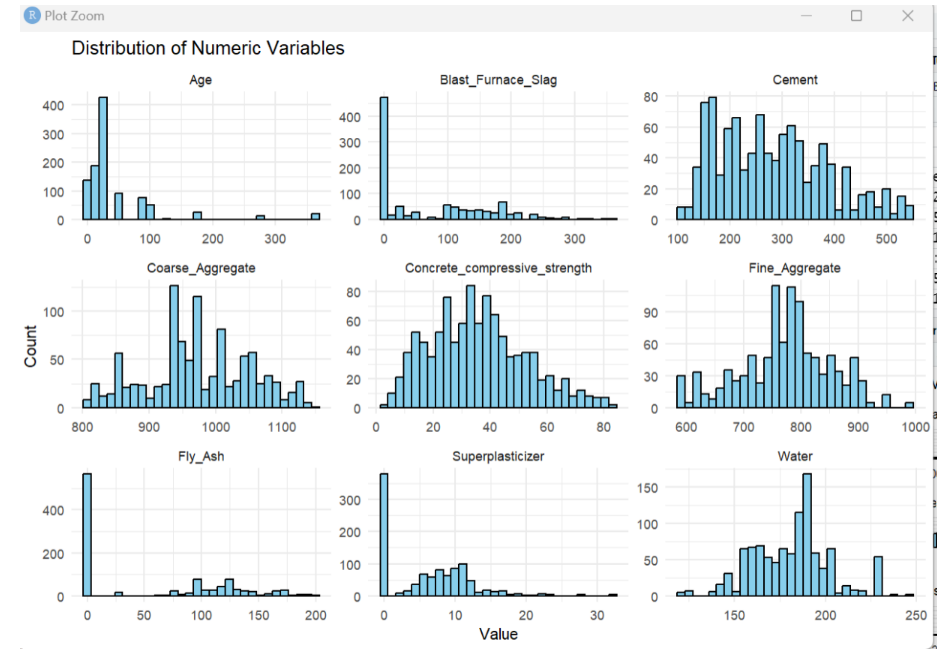 Plot Zoom
Distribution of Numeric Variables
Age
Blast_Furnace_Slag
Cement
400
300
200
100
0
0 100 200 300
400
300
200
100
0
0 100 200 300
80
60
40
20
0
100 200 300 400 500
Coarse_Aggregate
Concrete_compressive_strength
Fine_Aggregate
100
50
0
800 900 1000 1100
80
60
40
20
0
0 20 40 60 80
90
60
30
0
600 700 800 900 1000
Count
Fly_Ash
Superplasticizer
Water
400
200
0
0 50 100 150 200
300
200
100
0
0 10 20 30
150
100
50
0
150 200 250
Value